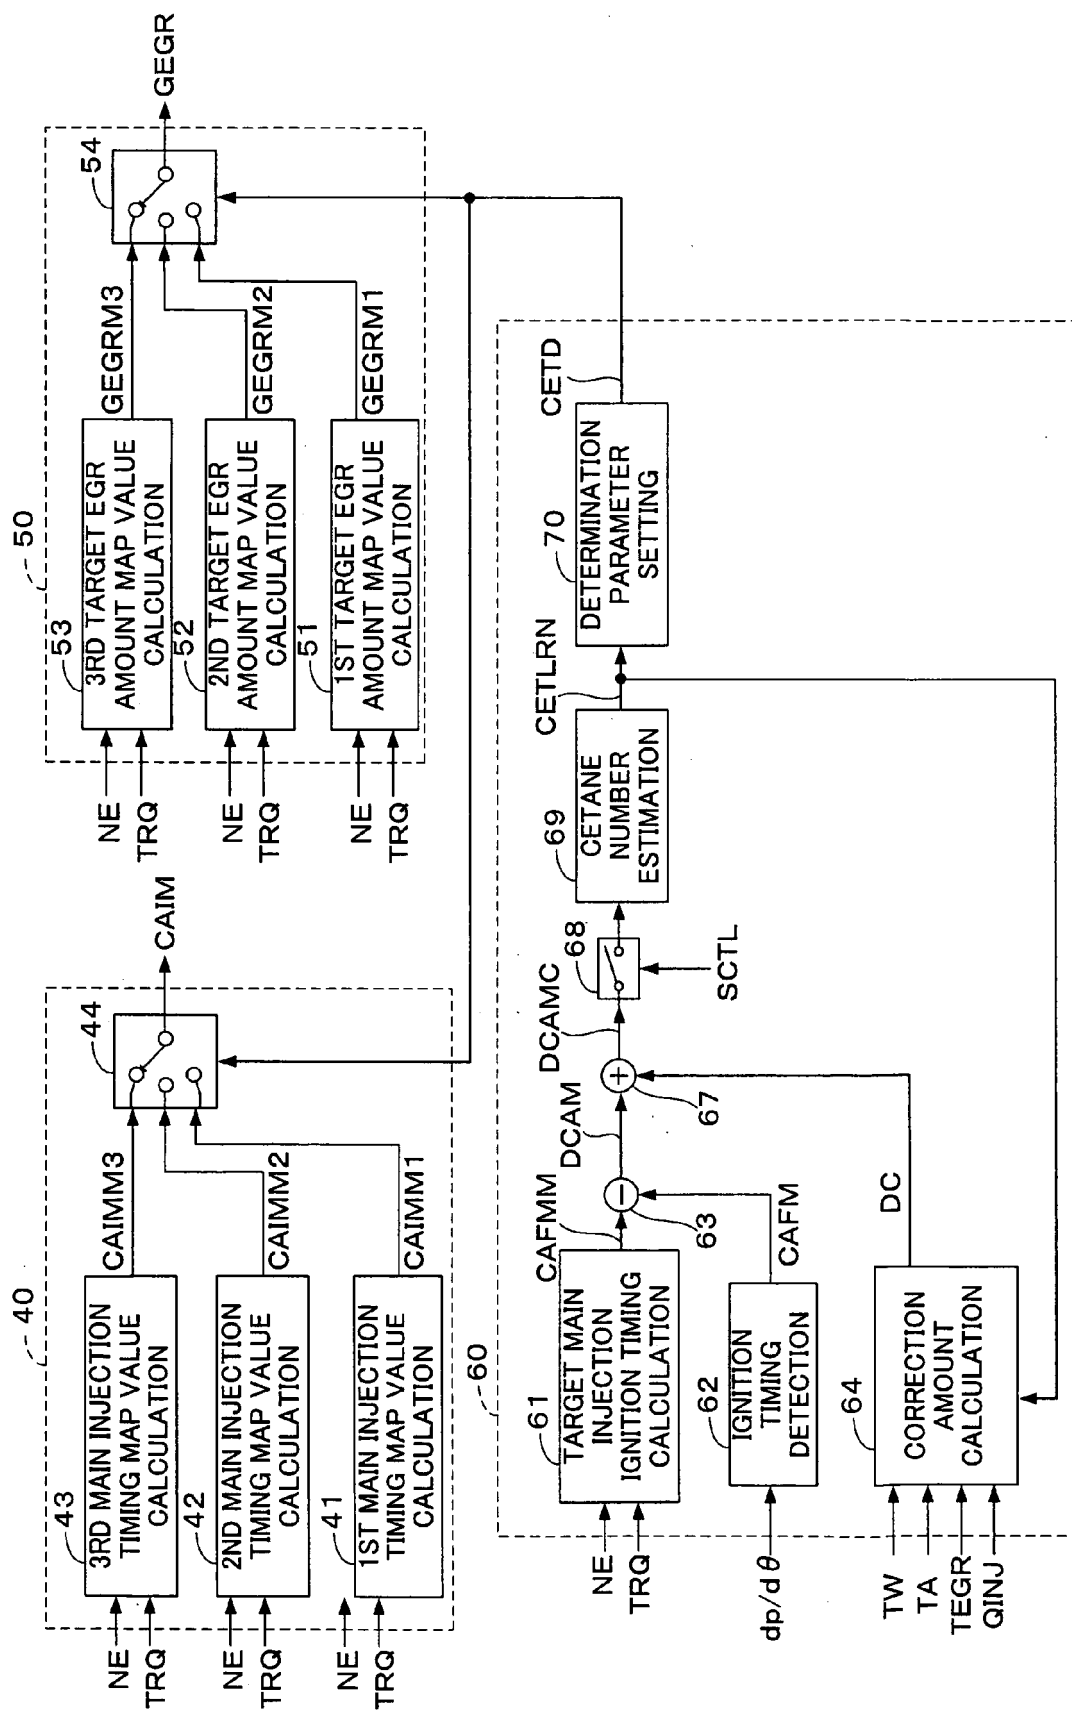 40
43
3RD MAIN INJECTION
TIMING MAP VALUE
CALCULATION
NE
TRQ
CAIMM3
42
2ND MAIN INJECTION
TIMING MAP VALUE
CALCULATION
NE
TRQ
CAIMM2
41
1ST MAIN INJECTION
TIMING MAP VALUE
CALCULATION
NE
TRQ
CAIMM1
44
CAIM
50
53
3RD TARGET EGR
AMOUNT MAP VALUE
CALCULATION
NE
TRQ
GEGRM3
52
2ND TARGET EGR
AMOUNT MAP VALUE
CALCULATION
NE
TRQ
GEGRM2
51
1ST TARGET EGR
AMOUNT MAP VALUE
CALCULATION
NE
TRQ
GEGRM1
54
GEGR
60
61
TARGET MAIN
INJECTION
IGNITION TIMING
CALCULATION
NE
TRQ
CAFMM
62
IGNITION
TIMING
DETECTION
dp/dθ
CAFM
63
DCAM
64
CORRECTION
AMOUNT
CALCULATION
TW
TA
TEGR
QINJ
DC
67
DCAMC
68
SCTL
69
CETANE
NUMBER
ESTIMATION
CETLRN
70
DETERMINATION
PARAMETER
SETTING
CETD
−
+